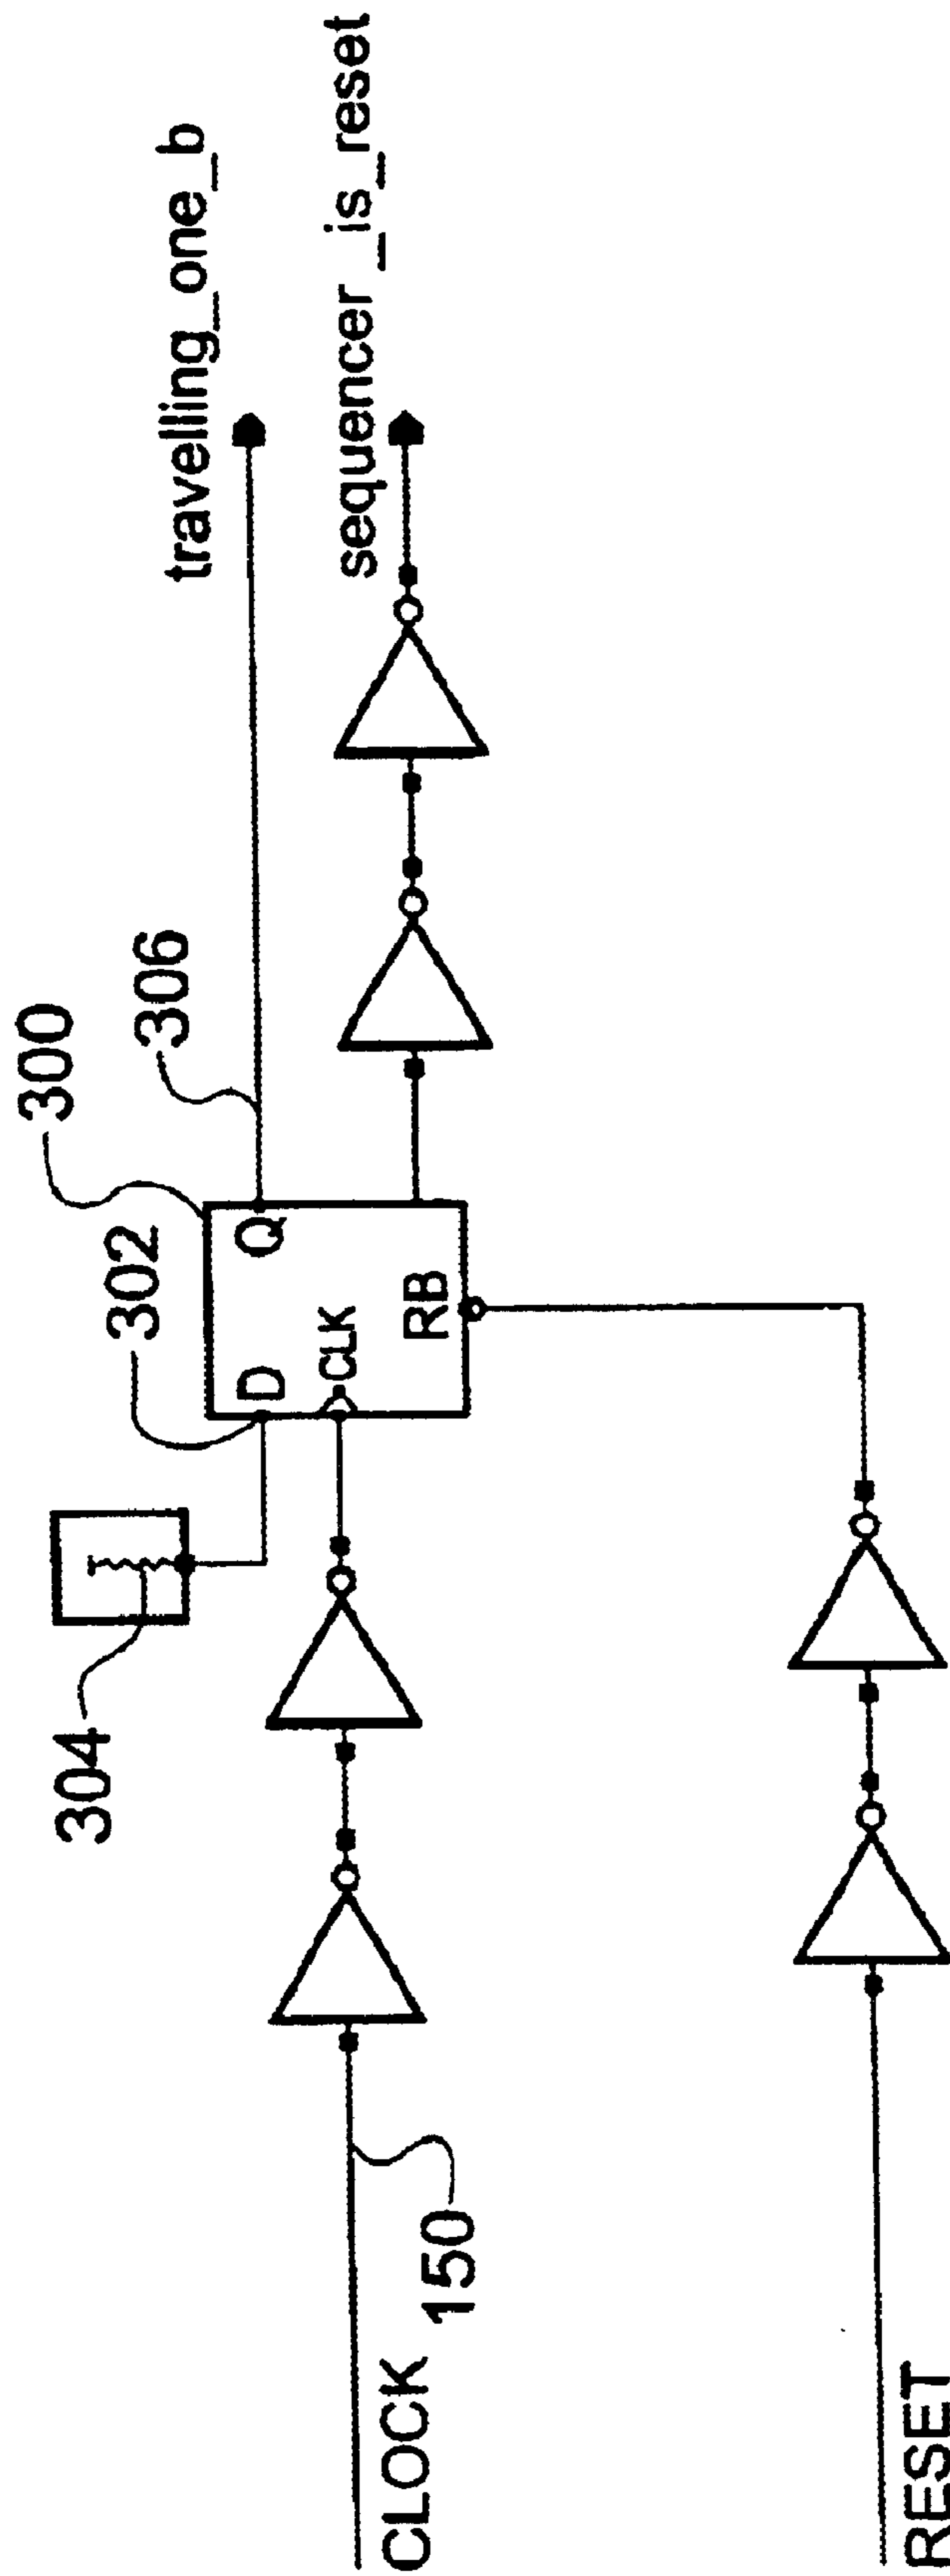 300
306
travelling_one_b
302
304
D
Q
CLK
RB
sequencer_is_reset
CLOCK
150
RESET